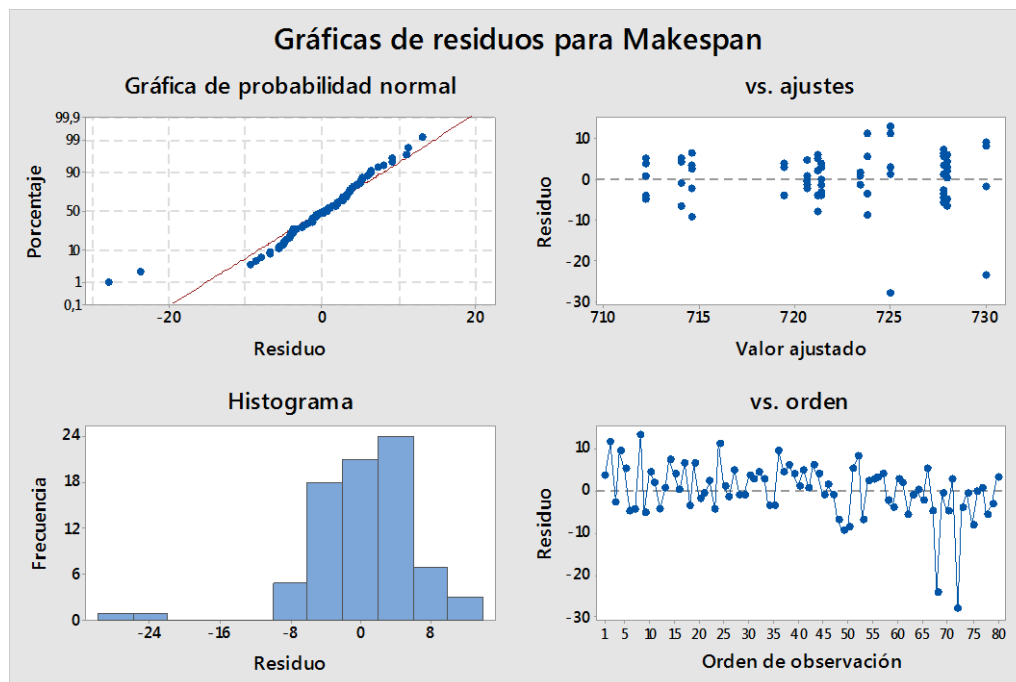 Gráficas de residuos para Makespan
Gráfica de probabilidad normal
Porcentaje
99,9
99
90
50
10
1
0,1
-20
0
20
Residuo
vs. ajustes
Residuo
10
0
-10
-20
-30
710
715
720
725
730
Valor ajustado
Histograma
Frecuencia
24
18
12
6
0
-24
-16
-8
0
8
Residuo
vs. orden
Residuo
10
0
-10
-20
-30
1 5 10 15 20 25 30 35 40 45 50 55 60 65 70 75 80
Orden de observación